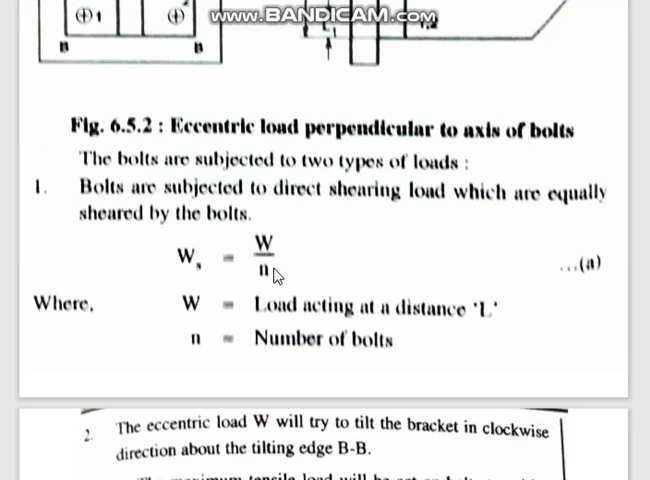 www.BANDICAM.com
1
B
B
Fig. 6.5.2 : Eccentric load perpendicular to axis of bolts
The bolts are subjected to two types of loads :
1. Bolts are subjected to direct shearing load which are equally
sheared by the bolts.
Ws = W/n ...(a)
Where, W = Load acting at a distance 'L'
n = Number of bolts
2. The eccentric load W will try to tilt the bracket in clockwise
direction about the tilting edge B-B.